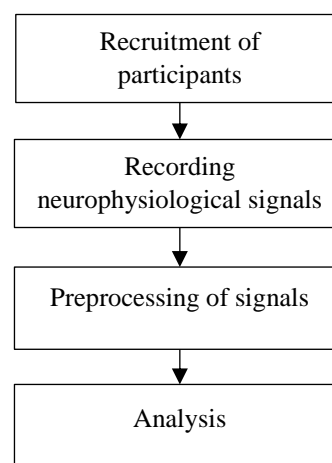 Recruitment of
participants
Recording
neurophysiological signals
Preprocessing of signals
Analysis